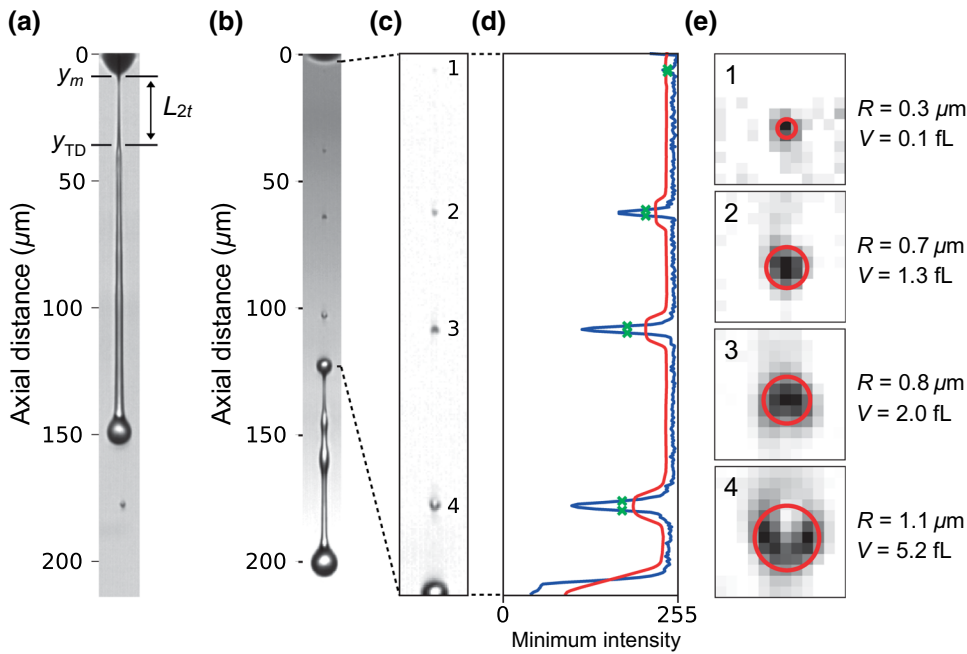 (a) (b) (c) (d) (e)
0
50
100
150
200
Axial distance (µm)
yₘ
y_TD
L₂ₜ
0
50
100
150
200
Axial distance (µm)
1
2
3
4
0 255
Minimum intensity
1
R = 0.3 µm
V = 0.1 fL
2
R = 0.7 µm
V = 1.3 fL
3
R = 0.8 µm
V = 2.0 fL
4
R = 1.1 µm
V = 5.2 fL